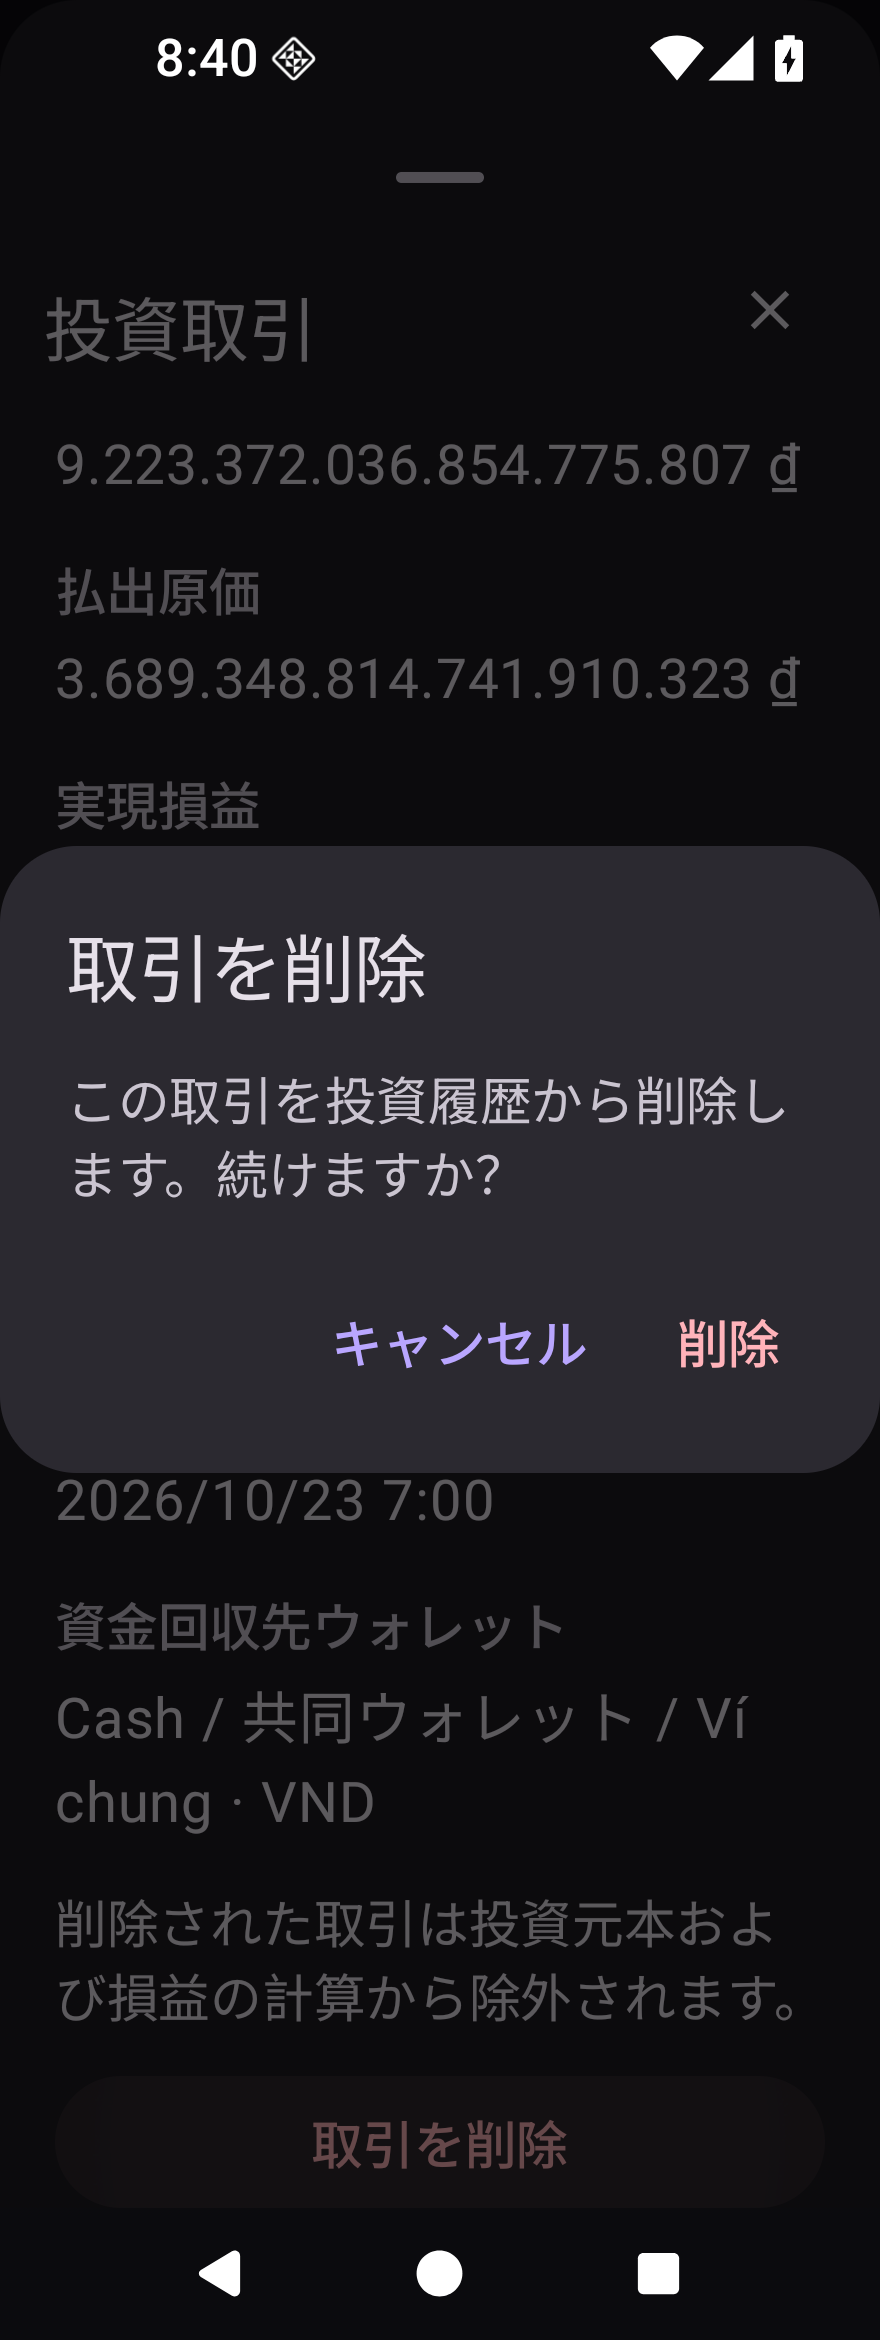 8:40
投資取引
9.223.372.036.854.775.807 ₫
払出原価
3.689.348.814.741.910.323 ₫
実現損益
取引を削除
この取引を投資履歴から削除し
ます。続けますか?
キャンセル
削除
2026/10/23 7:00
資金回収先ウォレット
Cash / 共同ウォレット / Ví
chung · VND
削除された取引は投資元本およ
び損益の計算から除外されます。
取引を削除